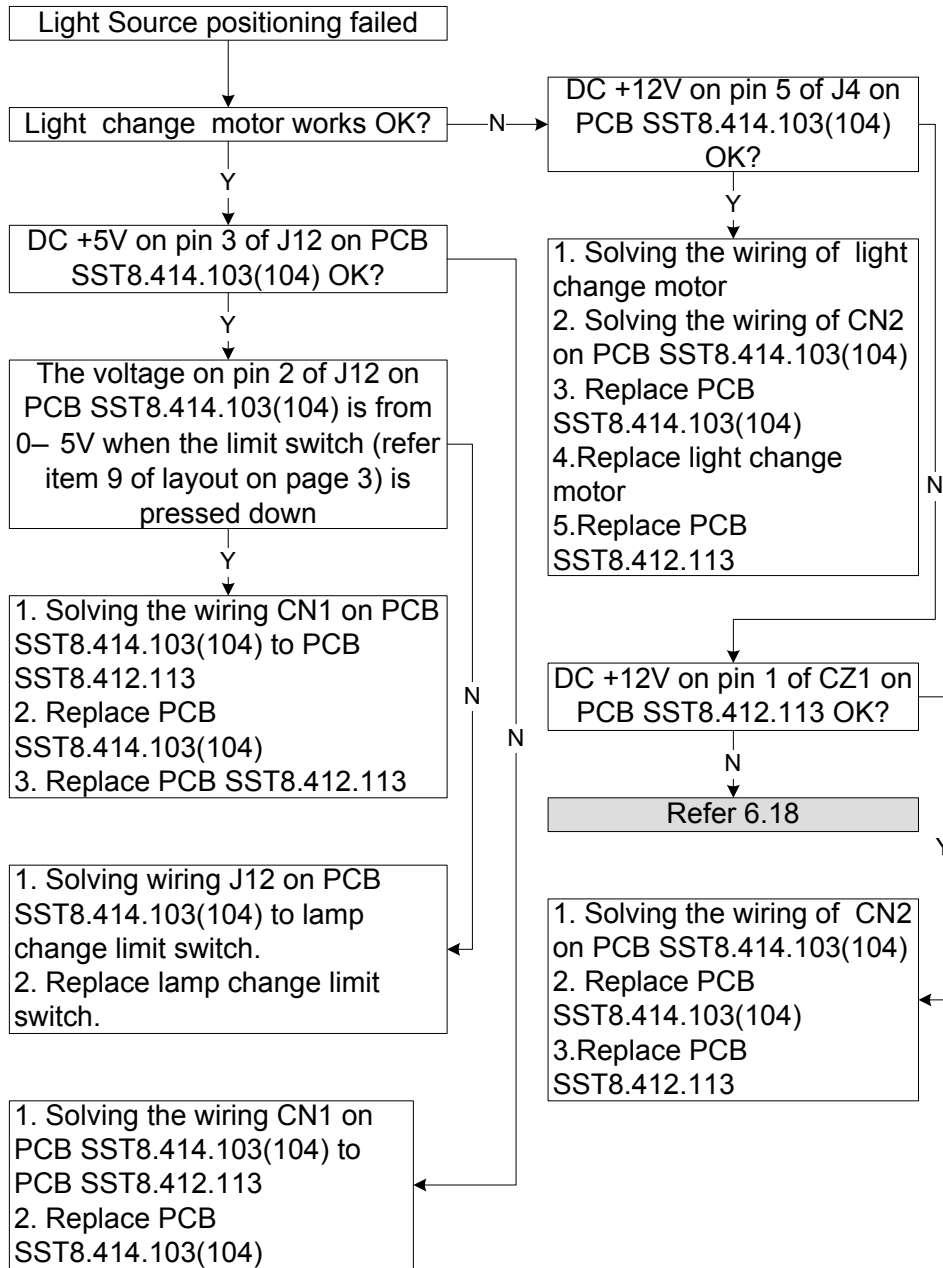 Light Source positioning failed
Light change motor works OK?
N
Y
DC +5V on pin 3 of J12 on PCB
SST8.414.103(104) OK?
Y
The voltage on pin 2 of J12 on
PCB SST8.414.103(104) is from
0– 5V when the limit switch (refer
item 9 of layout on page 3) is
pressed down
Y
1. Solving the wiring CN1 on PCB
SST8.414.103(104) to PCB
SST8.412.113
2. Replace PCB
SST8.414.103(104)
3. Replace PCB SST8.412.113
N
N
1. Solving wiring J12 on PCB
SST8.414.103(104) to lamp
change limit switch.
2. Replace lamp change limit
switch.
1. Solving the wiring CN1 on
PCB SST8.414.103(104) to
PCB SST8.412.113
2. Replace PCB
SST8.414.103(104)
DC +12V on pin 5 of J4 on
PCB SST8.414.103(104)
OK?
Y
1. Solving the wiring of light
change motor
2. Solving the wiring of CN2
on PCB SST8.414.103(104)
3. Replace PCB
SST8.414.103(104)
4.Replace light change
motor
5.Replace PCB
SST8.412.113
N
DC +12V on pin 1 of CZ1 on
PCB SST8.412.113 OK?
N
Refer 6.18
Y
1. Solving the wiring of CN2
on PCB SST8.414.103(104)
2. Replace PCB
SST8.414.103(104)
3.Replace PCB
SST8.412.113